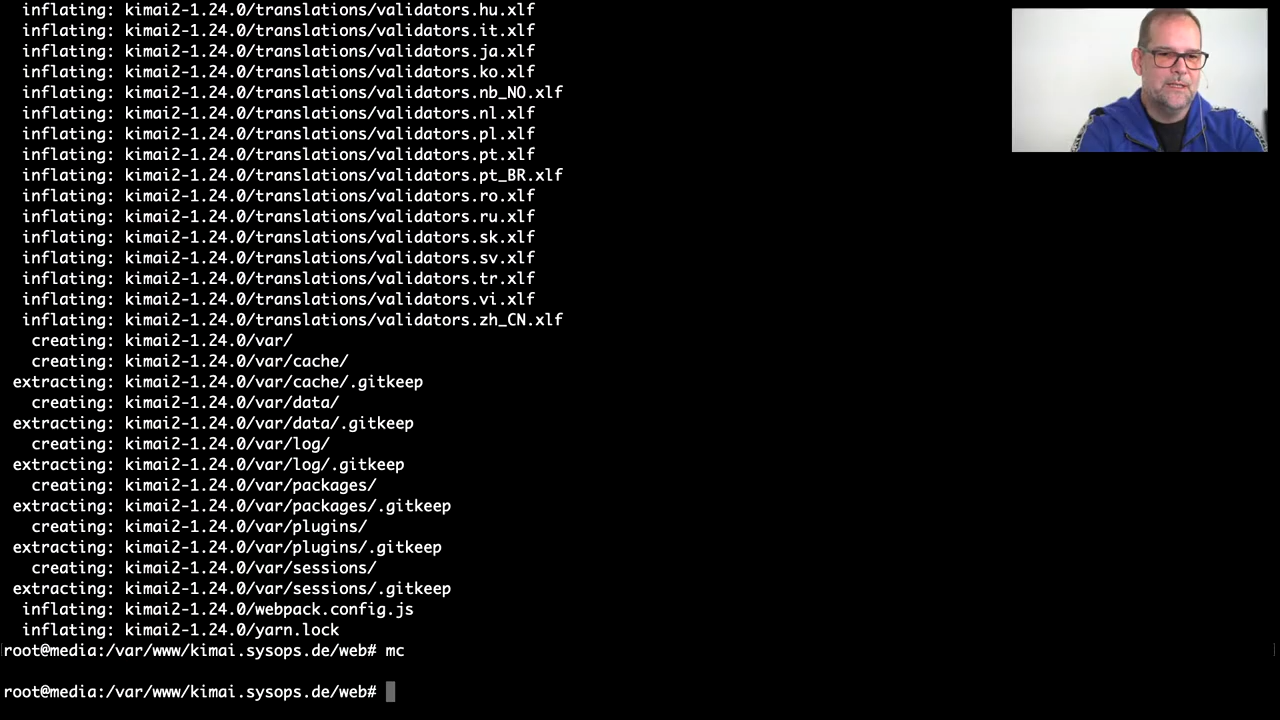 inflating: kimai2-1.24.0/translations/validators.hu.xlf
inflating: kimai2-1.24.0/translations/validators.it.xlf
inflating: kimai2-1.24.0/translations/validators.ja.xlf
inflating: kimai2-1.24.0/translations/validators.ko.xlf
inflating: kimai2-1.24.0/translations/validators.nb_NO.xlf
inflating: kimai2-1.24.0/translations/validators.nl.xlf
inflating: kimai2-1.24.0/translations/validators.pl.xlf
inflating: kimai2-1.24.0/translations/validators.pt.xlf
inflating: kimai2-1.24.0/translations/validators.pt_BR.xlf
inflating: kimai2-1.24.0/translations/validators.ro.xlf
inflating: kimai2-1.24.0/translations/validators.ru.xlf
inflating: kimai2-1.24.0/translations/validators.sk.xlf
inflating: kimai2-1.24.0/translations/validators.sv.xlf
inflating: kimai2-1.24.0/translations/validators.tr.xlf
inflating: kimai2-1.24.0/translations/validators.vi.xlf
inflating: kimai2-1.24.0/translations/validators.zh_CN.xlf
creating: kimai2-1.24.0/var/
creating: kimai2-1.24.0/var/cache/
extracting: kimai2-1.24.0/var/cache/.gitkeep
creating: kimai2-1.24.0/var/data/
extracting: kimai2-1.24.0/var/data/.gitkeep
creating: kimai2-1.24.0/var/log/
extracting: kimai2-1.24.0/var/log/.gitkeep
creating: kimai2-1.24.0/var/packages/
extracting: kimai2-1.24.0/var/packages/.gitkeep
creating: kimai2-1.24.0/var/plugins/
extracting: kimai2-1.24.0/var/plugins/.gitkeep
creating: kimai2-1.24.0/var/sessions/
extracting: kimai2-1.24.0/var/sessions/.gitkeep
inflating: kimai2-1.24.0/webpack.config.js
inflating: kimai2-1.24.0/yarn.lock
root@media:/var/www/kimai.sysops.de/web# mc
root@media:/var/www/kimai.sysops.de/web#